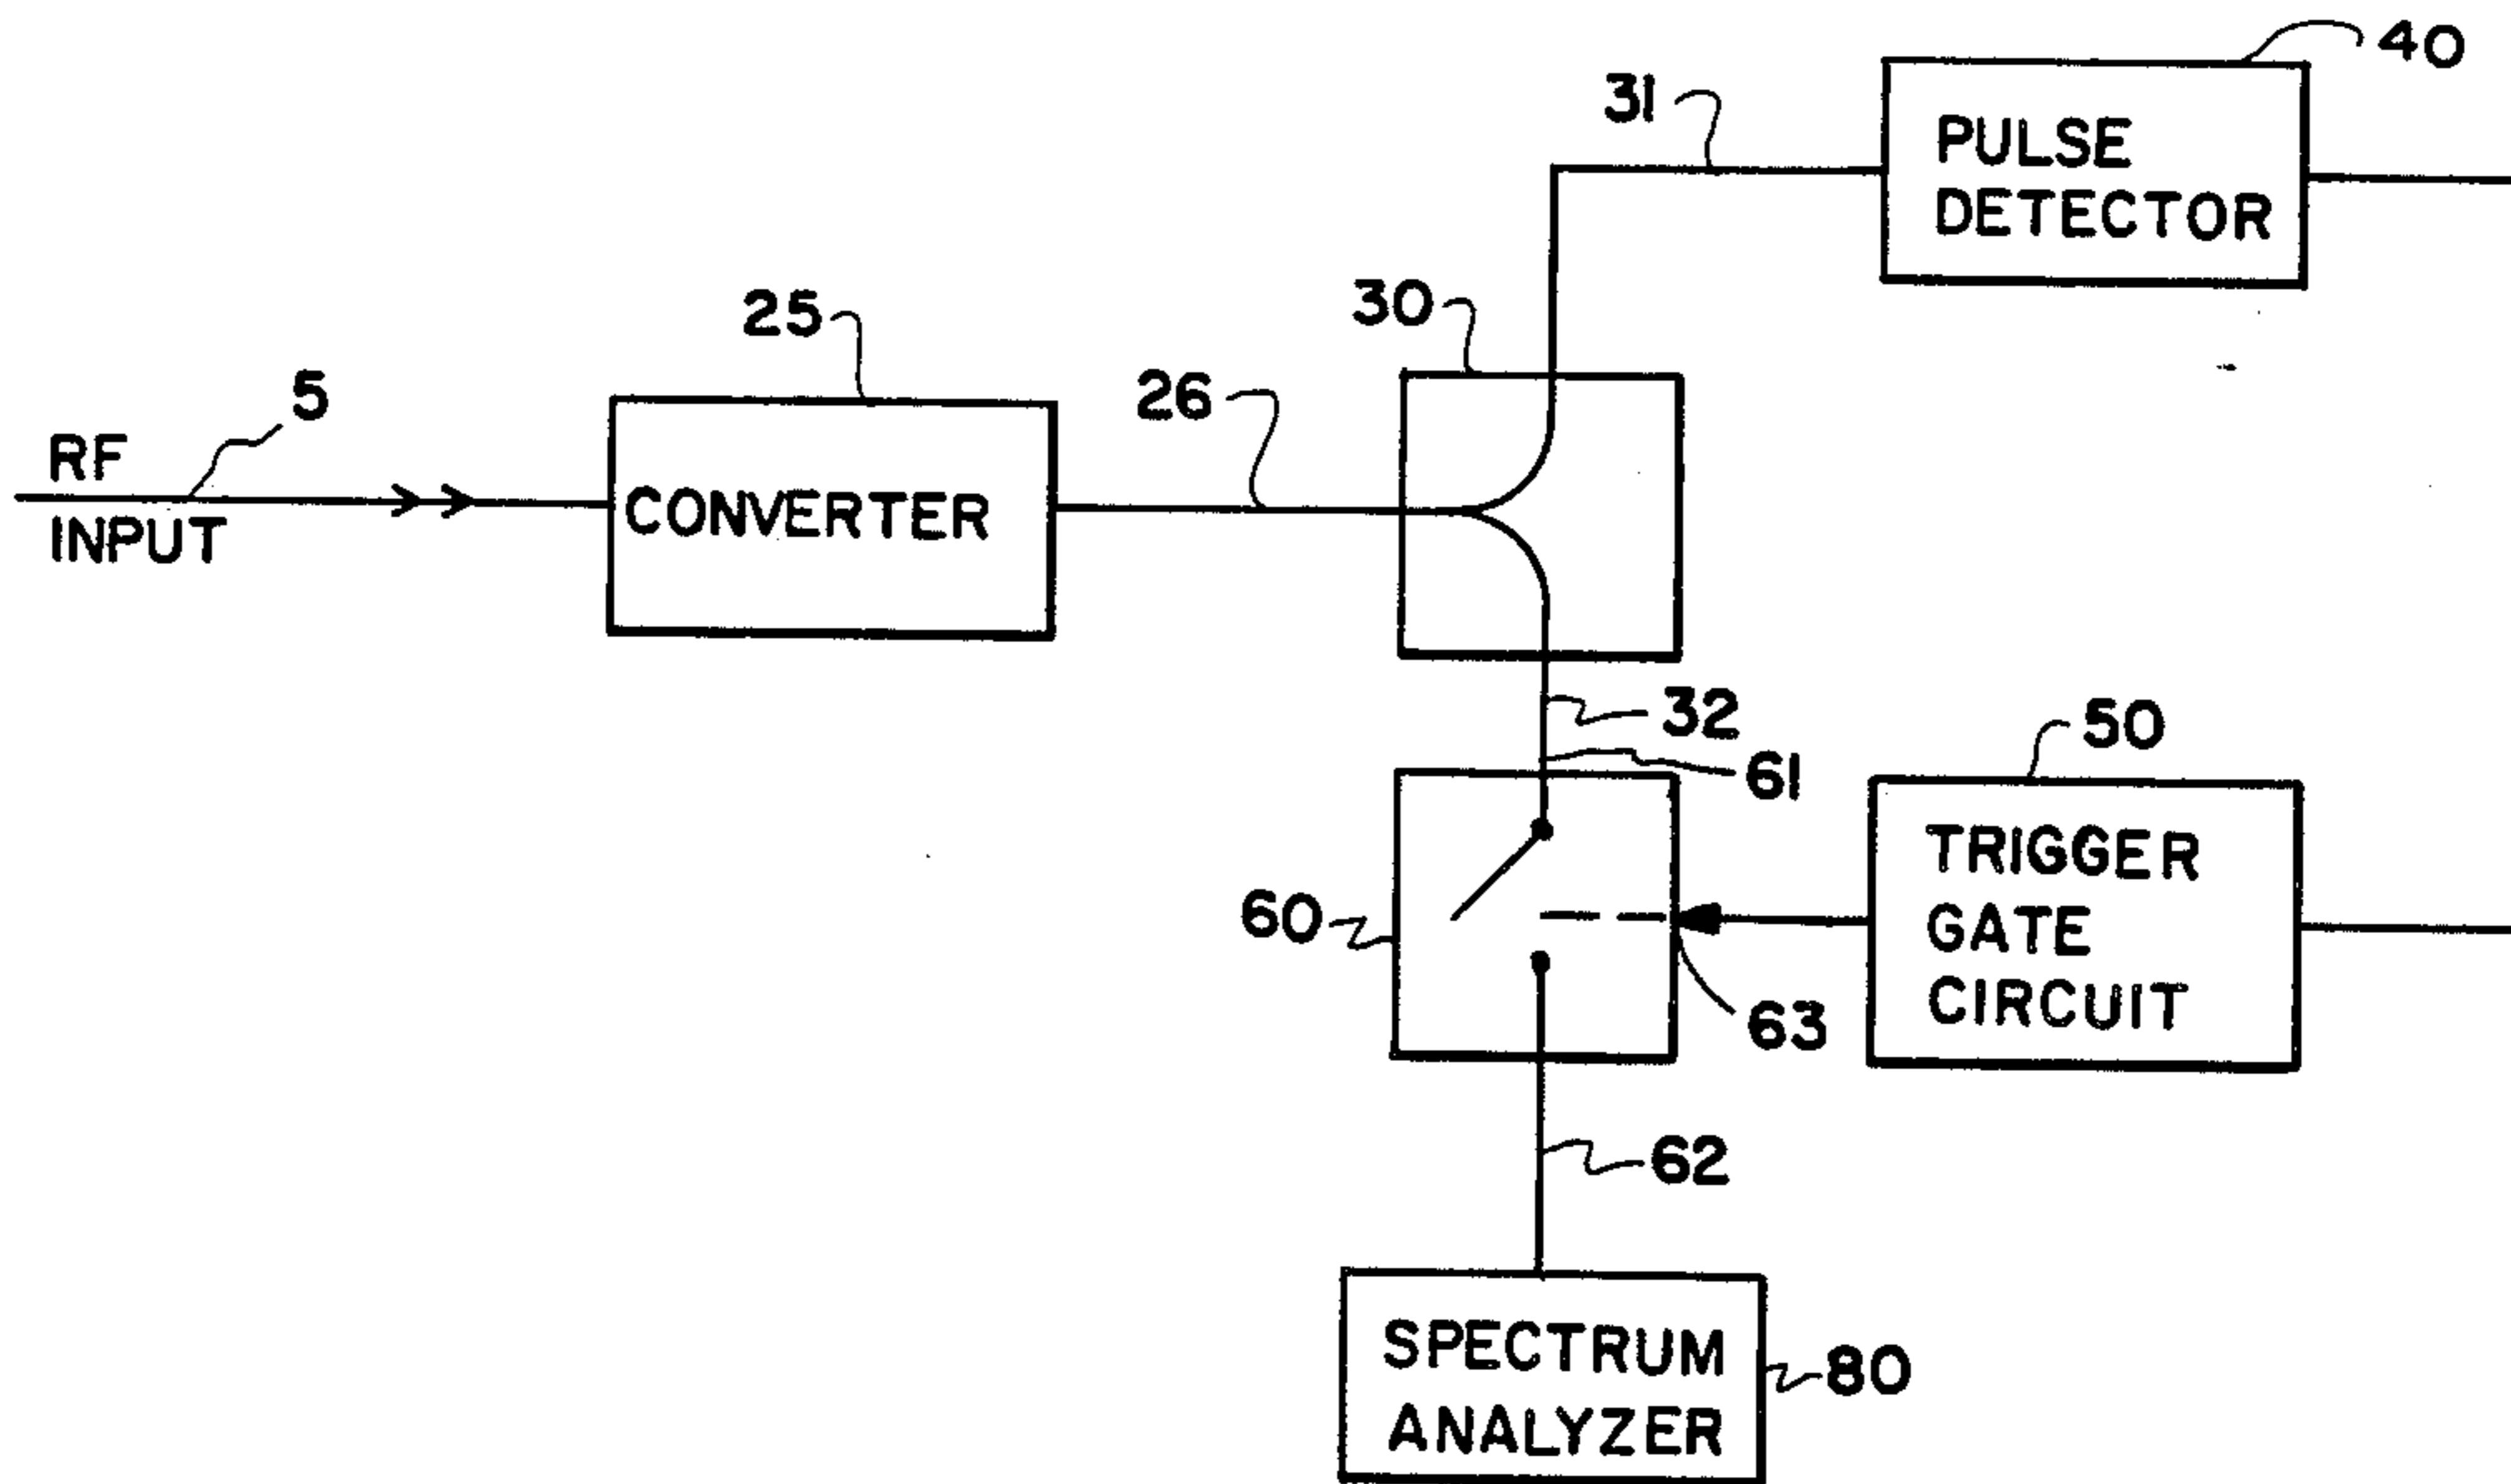 40
31
PULSE
DETECTOR
30
25
26
5
RF
INPUT
CONVERTER
32
61
50
TRIGGER
GATE
CIRCUIT
60
63
62
SPECTRUM
ANALYZER
80